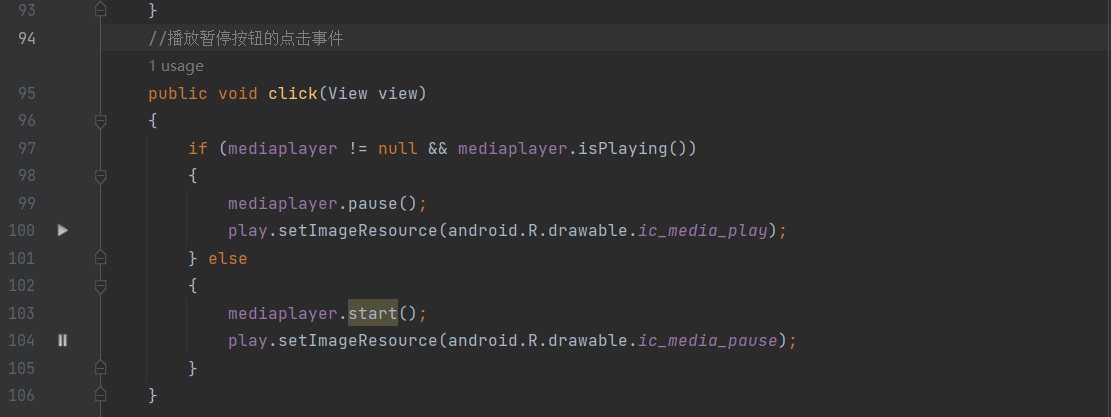 93 }
94 //播放暂停按钮的点击事件
1 usage
95 public void click(View view)
96 {
97 if (mediaplayer != null && mediaplayer.isPlaying())
98 {
99 mediaplayer.pause();
100 play.setImageResource(android.R.drawable.ic_media_play);
101 } else
102 {
103 mediaplayer.start();
104 play.setImageResource(android.R.drawable.ic_media_pause);
105 }
106 }